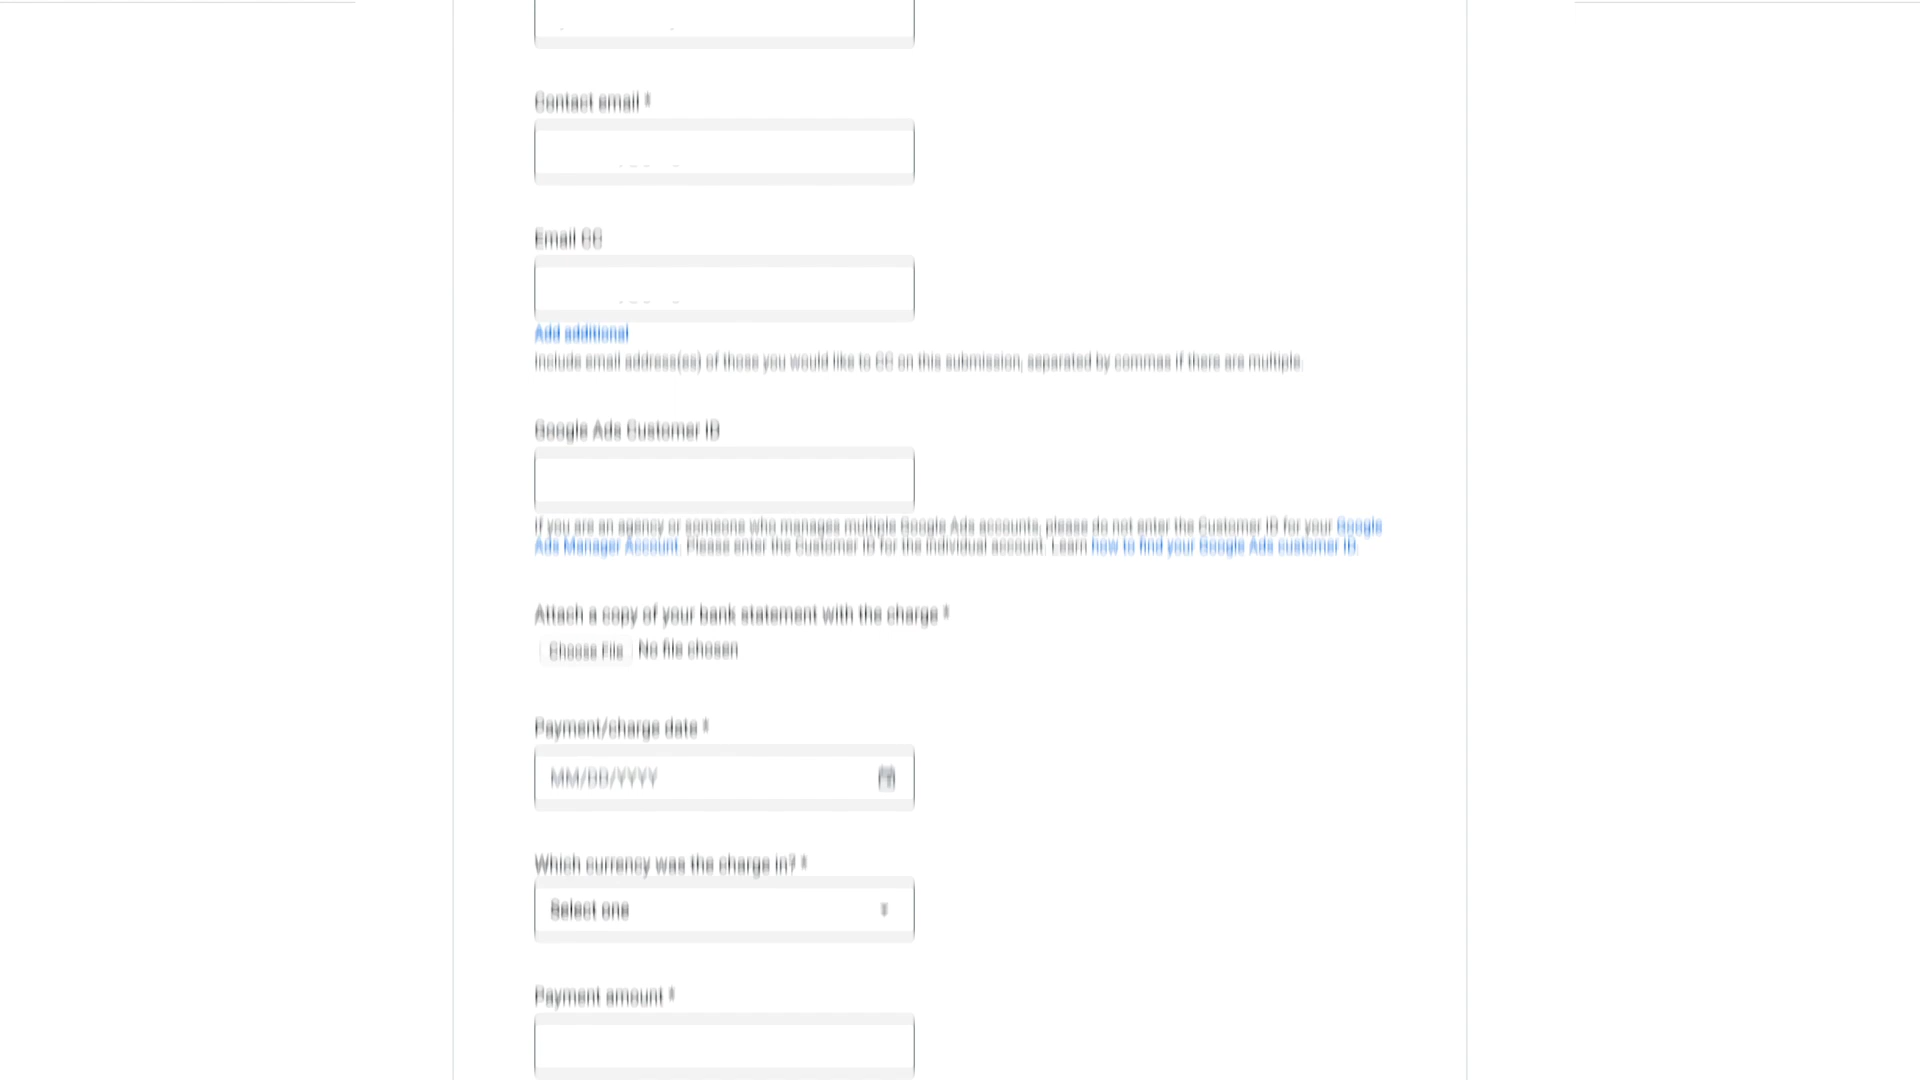 Contact email *
Email CC
Add additional
Include email address(es) of those you would like to CC on this submission, separated by commas if there are multiple.
Google Ads Customer ID
If you are an agency or someone who manages multiple Google Ads accounts, please do not enter the Customer ID for your Google
Ads Manager Account. Please enter the Customer ID for the individual account. Learn how to find your Google Ads customer ID.
Attach a copy of your bank statement with the charge *
Choose File No file chosen
Payment/charge date *
MM/DD/YYYY
Which currency was the charge in? *
Select one
Payment amount *